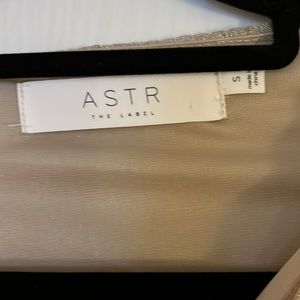 ASTR
THE LABEL
S
made in
china